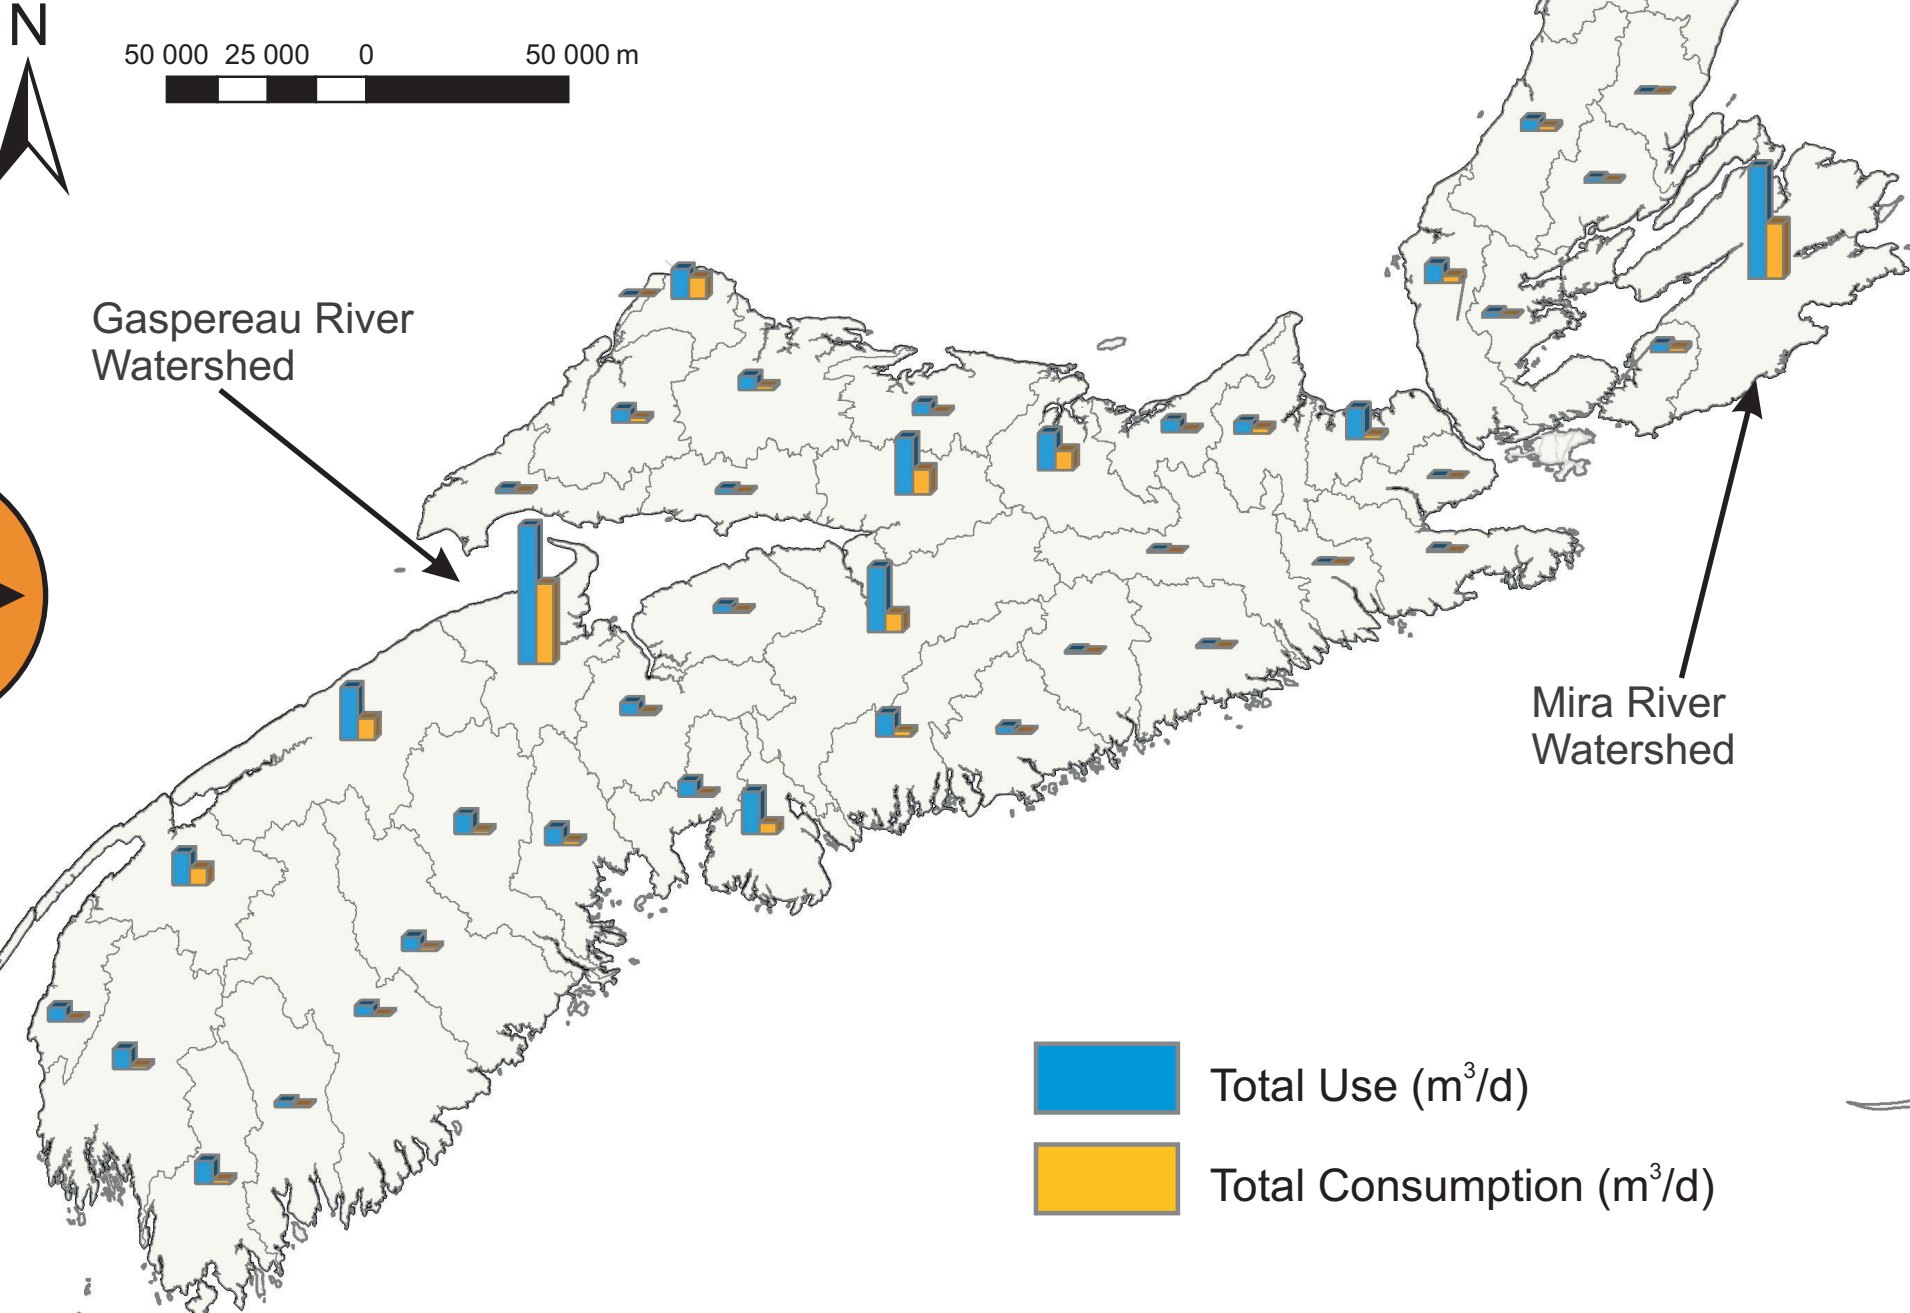 N
50 000 25 000 0 50 000 m
Gaspereau River
Watershed
Mira River
Watershed
Total Use (m³/d)
Total Consumption (m³/d)